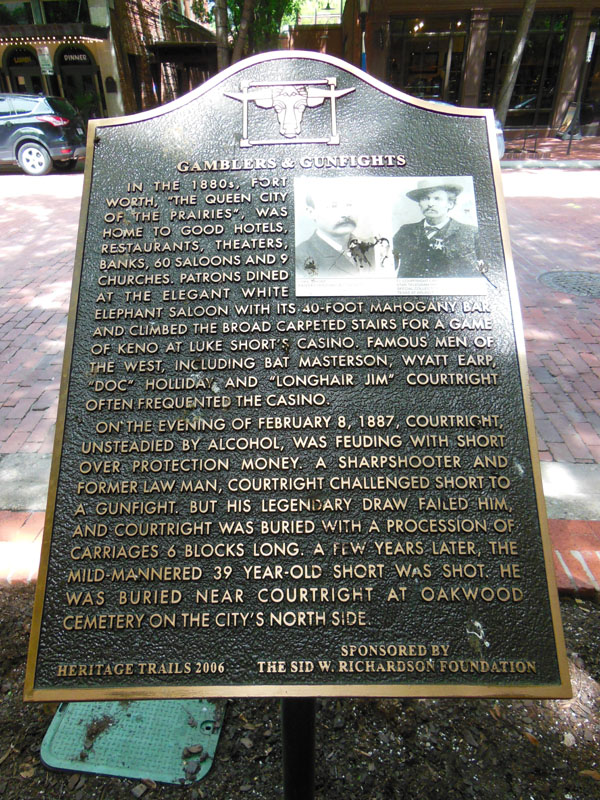 DINNER
GAMBLERS & GUNFIGHTS
IN THE 1880s, FORT
WORTH, "THE QUEEN CITY
OF THE PRAIRIES", WAS
HOME TO GOOD HOTELS,
RESTAURANTS, THEATERS,
BANKS, 60 SALOONS AND 9
CHURCHES. PATRONS DINED
AT THE ELEGANT WHITE
ELEPHANT SALOON WITH ITS 40-FOOT MAHOGANY BAR
AND CLIMBED THE BROAD CARPETED STAIRS FOR A GAME
OF KENO AT LUKE SHORT'S CASINO. FAMOUS MEN OF
THE WEST, INCLUDING BAT MASTERSON, WYATT EARP,
"DOC" HOLLIDAY AND "LONGHAIR JIM" COURTRIGHT
OFTEN FREQUENTED THE CASINO.
ON THE EVENING OF FEBRUARY 8, 1887, COURTRIGHT,
UNSTEADIED BY ALCOHOL, WAS FEUDING WITH SHORT
OVER PROTECTION MONEY. A SHARPSHOOTER AND
FORMER LAW MAN, COURTRIGHT CHALLENGED SHORT TO
A GUNFIGHT. BUT HIS LEGENDARY DRAW FAILED HIM,
AND COURTRIGHT WAS BURIED WITH A PROCESSION OF
CARRIAGES 6 BLOCKS LONG. A FEW YEARS LATER, THE
MILD-MANNERED 39 YEAR-OLD SHORT WAS SHOT. HE
WAS BURIED NEAR COURTRIGHT AT OAKWOOD
CEMETERY ON THE CITY'S NORTH SIDE.
SPONSORED BY
HERITAGE TRAILS 2006 THE SID W. RICHARDSON FOUNDATION